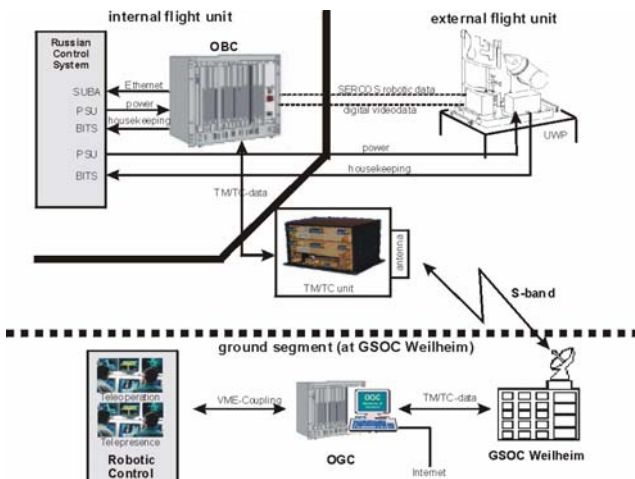 internal flight unit
external flight unit
Russian
Control
System
OBC
SUBA
Ethernet
SERCOS robotic data
PSU
power
digital videodata
BITS
housekeeping
UWP
PSU
power
BITS
housekeeping
TM/TC-data
antenna
TM/TC unit
S-band
ground segment (at GSOC Weilheim)
Teleoperation
VME-Coupling
OGC
TM/TC-data
Telepresence
Robotic
Control
OGC
Internet
GSOC Weilheim